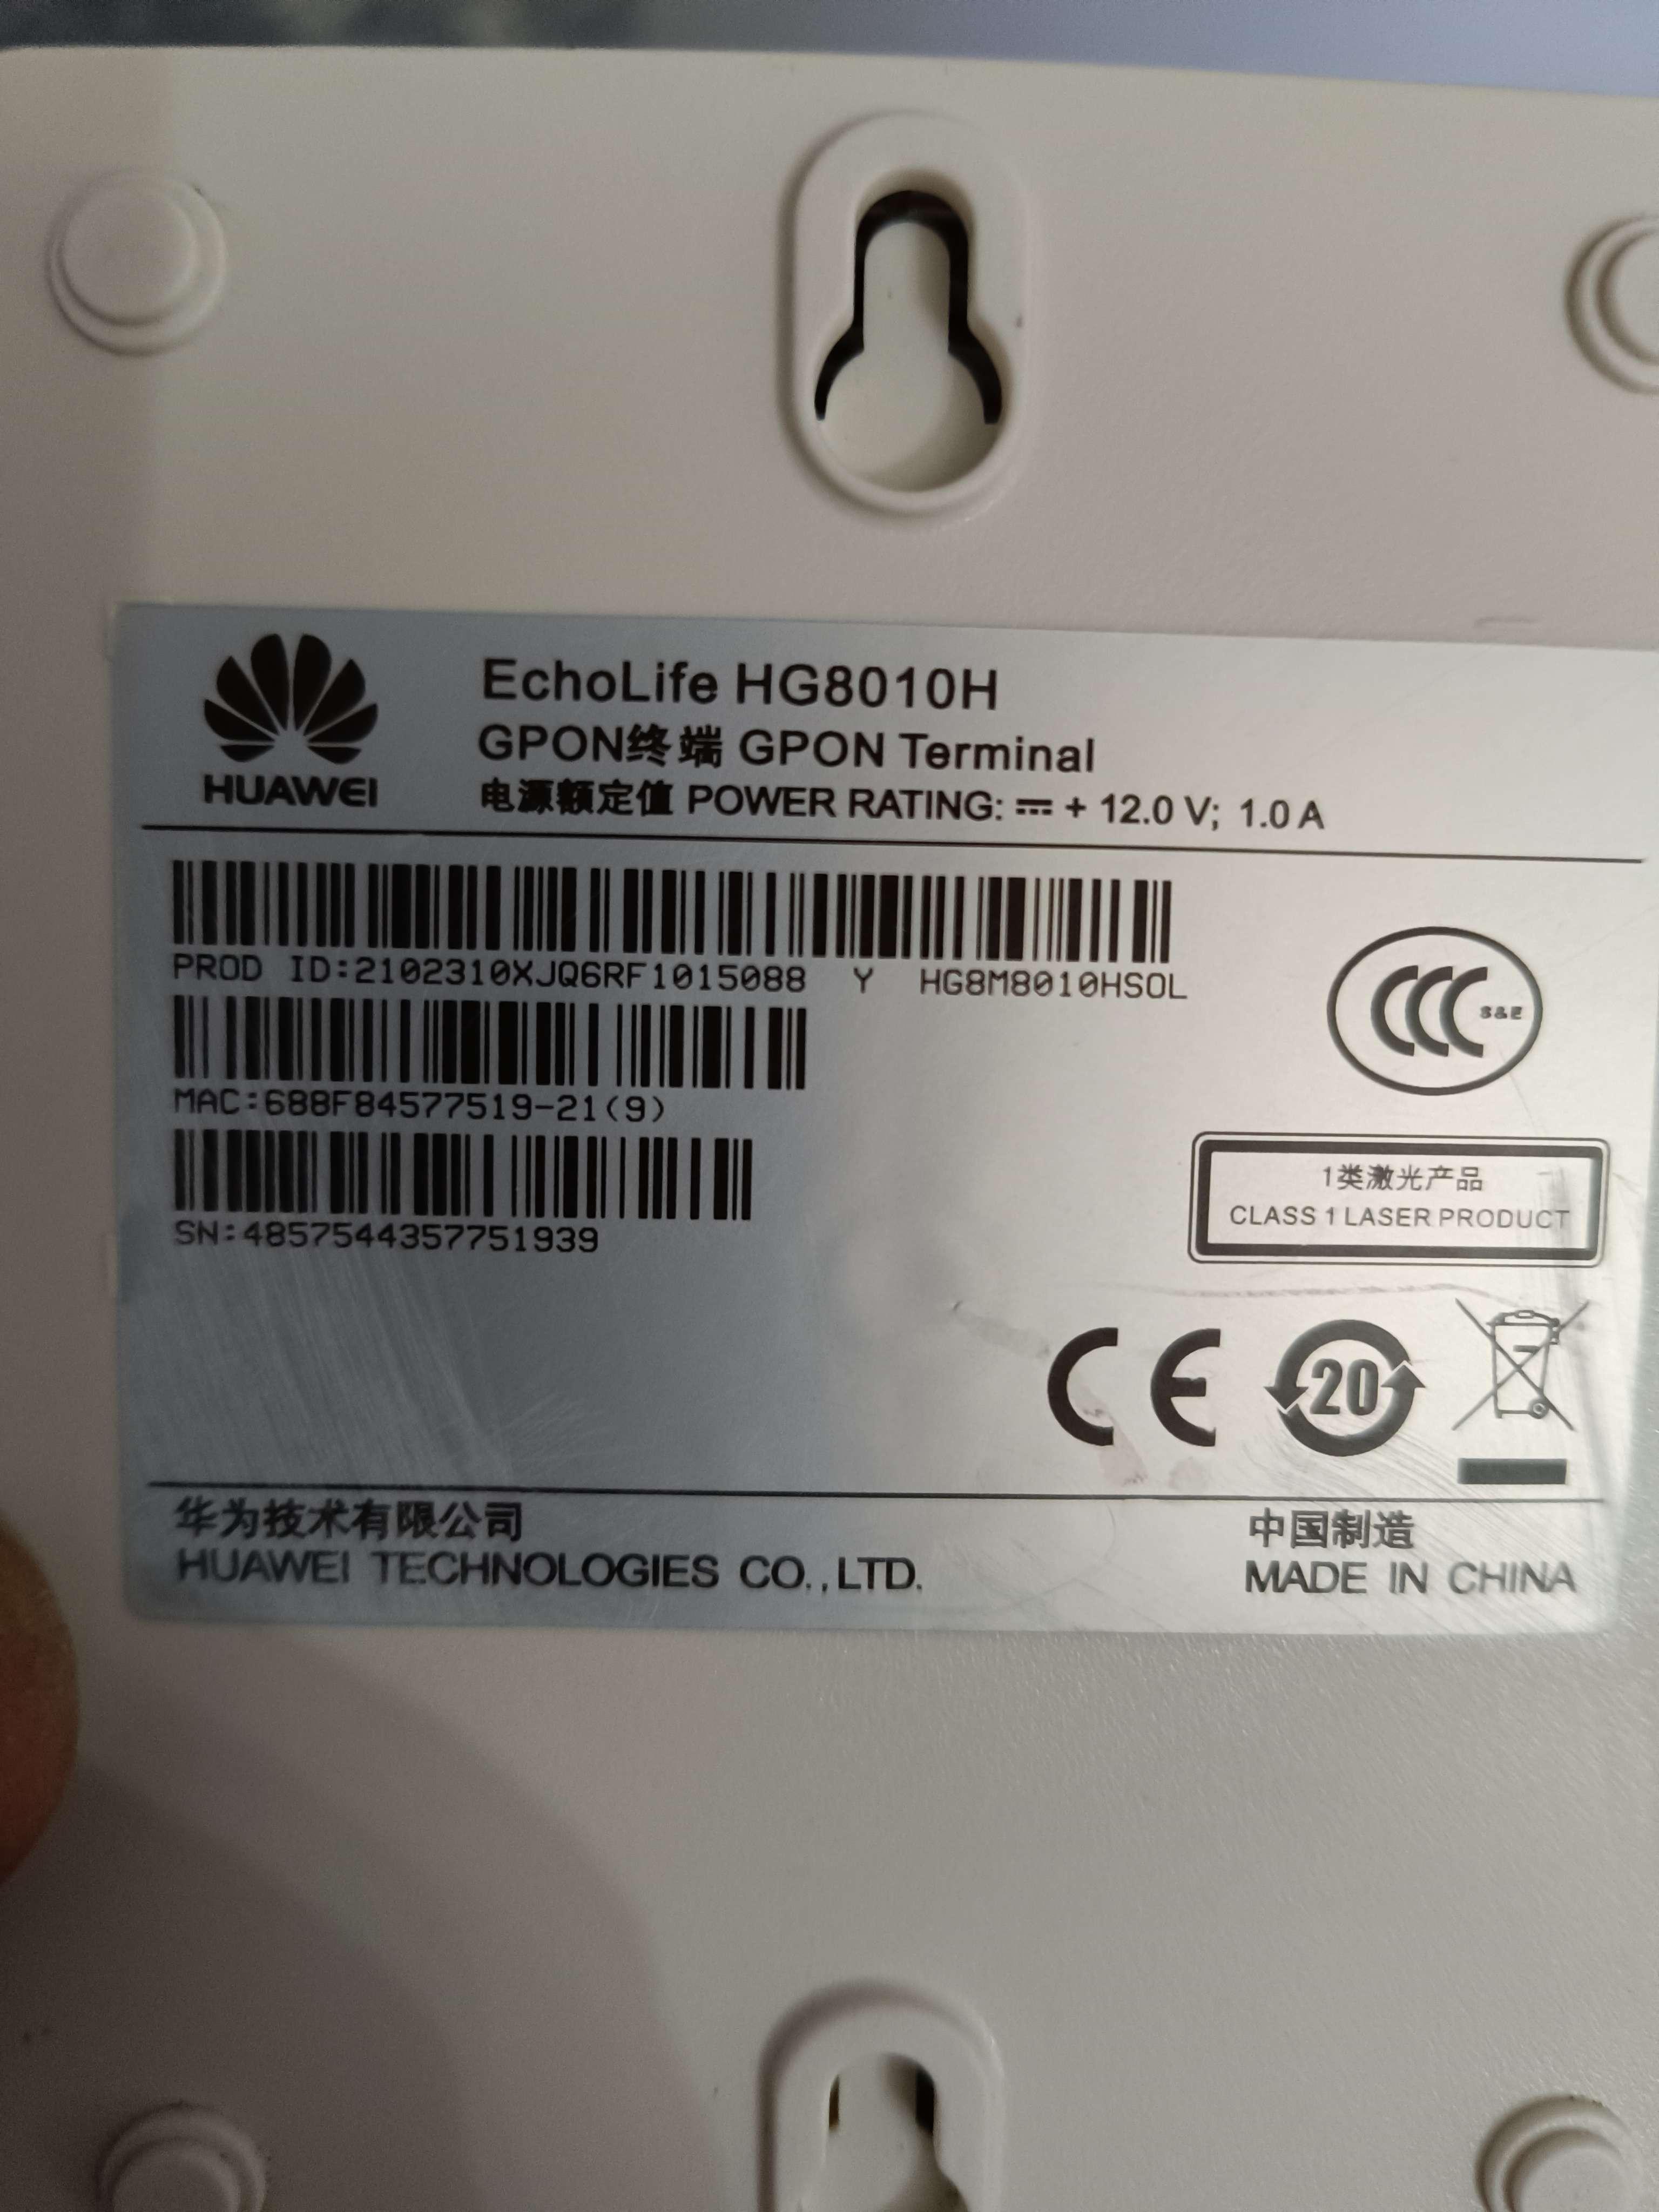 HUAWEI
EchoLife HG8010H
GPON终端 GPON Terminal
电源额定值 POWER RATING: ⎓ + 12.0 V; 1.0 A
PROD ID:2102310XJQ6RF1015088 Y HG8M8010HSOL
MAC:688F84577519-21(9)
SN:4857544357751939
CCC S&E
1类激光产品
CLASS 1 LASER PRODUCT
CE
20
华为技术有限公司
HUAWEI TECHNOLOGIES CO.,LTD.
中国制造
MADE IN CHINA